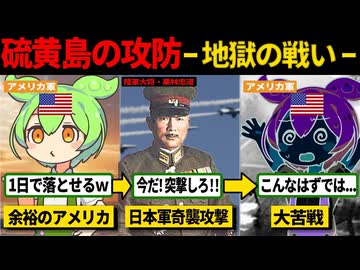 硫黄島の攻防－地獄の戦い－
アメリカ軍
陸軍大将・栗林忠道
アメリカ軍
1日で落とせるw
今だ!突撃しろ!!
こんなはずでは...
余裕のアメリカ
日本軍奇襲攻撃
大苦戦